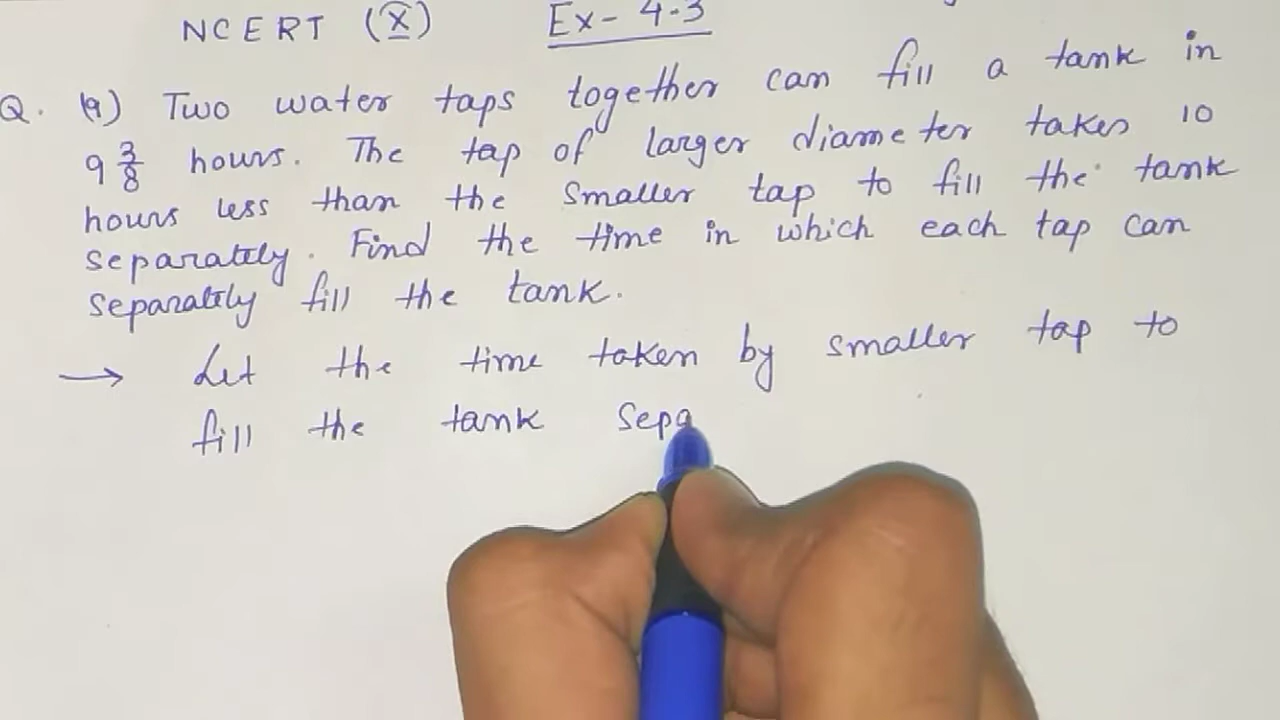 NCERT (X) Ex- 4.3
Q. (9) Two water taps together can fill a tank in
9 3/8 hours. The tap of larger diameter takes 10
hours less than the smaller tap to fill the tank
separately. Find the time in which each tap can
separately fill the tank.
→ Let the time taken by smaller tap to
fill the tank Sepa